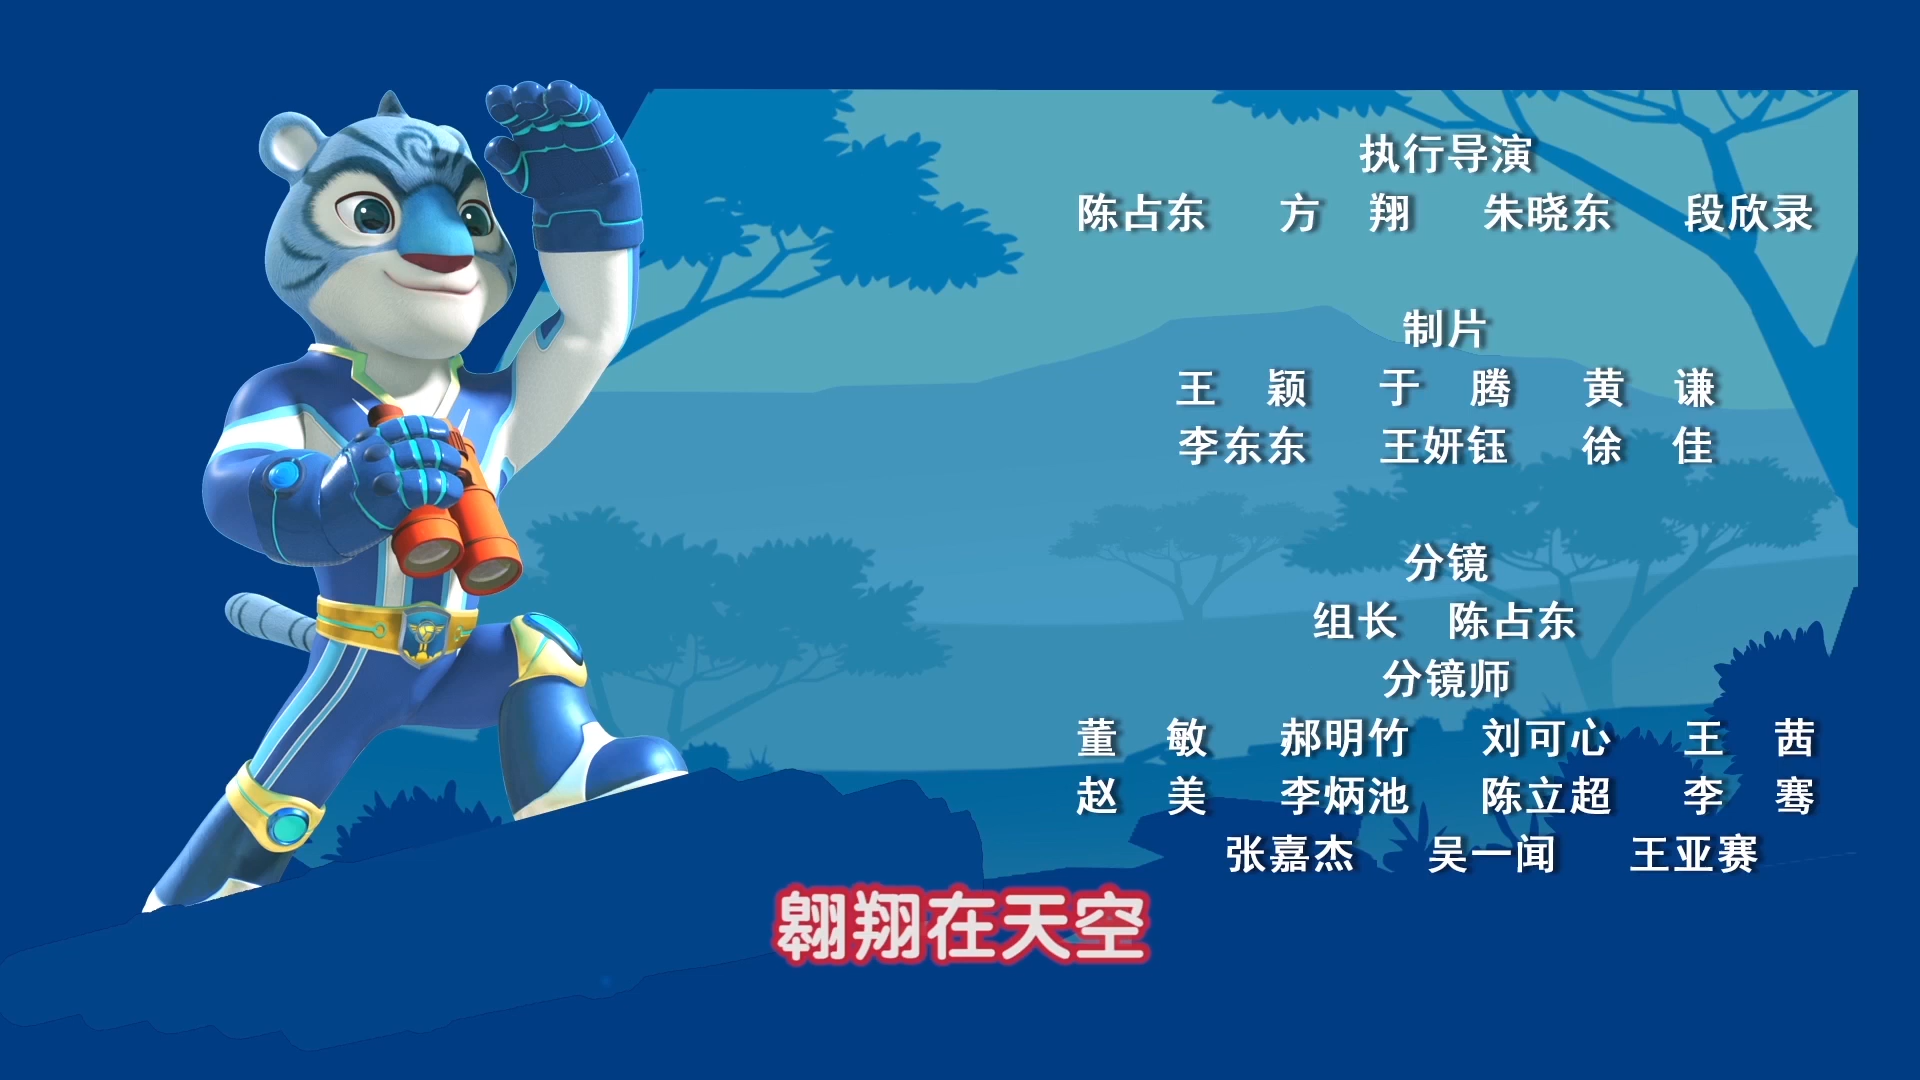 执行导演
陈占东 方翔 朱晓东 段欣录
制片
王颖 于腾 黄谦
李东东 王妍钰 徐佳
分镜
组长 陈占东
分镜师
董敏 郝明竹 刘可心 王茜
赵美 李炳池 陈立超 李骞
张嘉杰 吴一闻 王亚赛
翱翔在天空